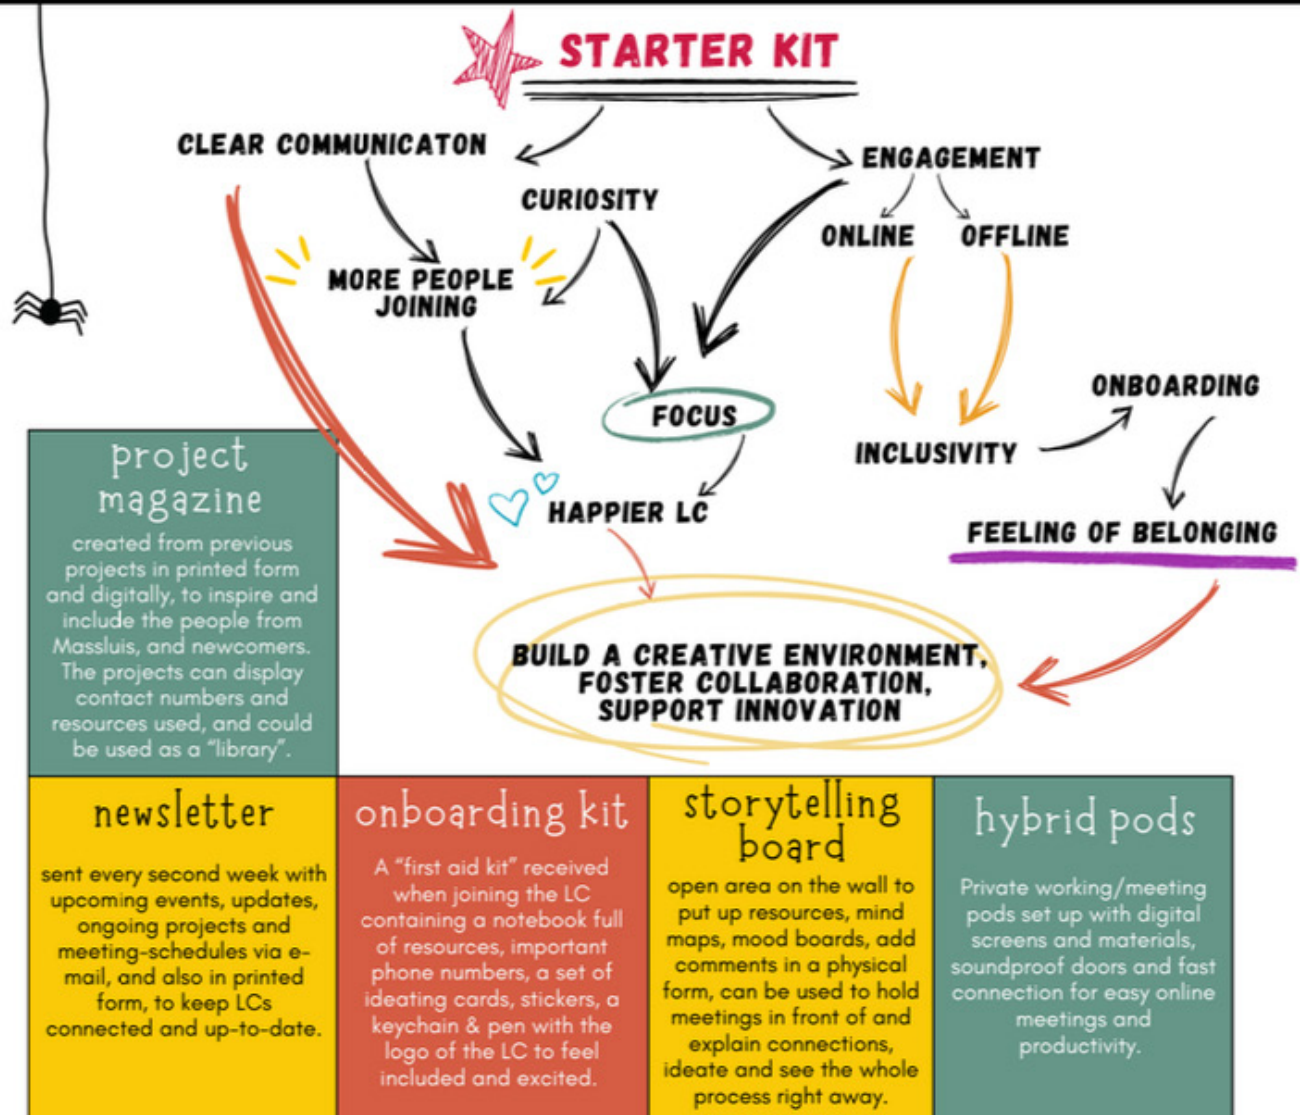 STARTER KIT
CLEAR COMMUNICATON
ENGAGEMENT
CURIOSITY
ONLINE
OFFLINE
MORE PEOPLE
JOINING
ONBOARDING
FOCUS
INCLUSIVITY
HAPPIER LC
FEELING OF BELONGING
BUILD A CREATIVE ENVIRONMENT,
FOSTER COLLABORATION,
SUPPORT INNOVATION
project
magazine
created from previous
projects in printed form
and digitally, to inspire and
include the people from
Massluis, and newcomers.
The projects can display
contact numbers and
resources used, and could
be used as a “library”.
newsletter
sent every second week with
upcoming events, updates,
ongoing projects and
meeting-schedules via e-
mail, and also in printed
form, to keep LCs
connected and up-to-date.
onboarding kit
A “first aid kit” received
when joining the LC
containing a notebook full
of resources, important
phone numbers, a set of
ideating cards, stickers, a
keychain & pen with the
logo of the LC to feel
included and excited.
storytelling
board
open area on the wall to
put up resources, mind
maps, mood boards, add
comments in a physical
form, can be used to hold
meetings in front of and
explain connections,
ideate and see the whole
process right away.
hybrid pods
Private working/meeting
pods set up with digital
screens and materials,
soundproof doors and fast
connection for easy online
meetings and
productivity.